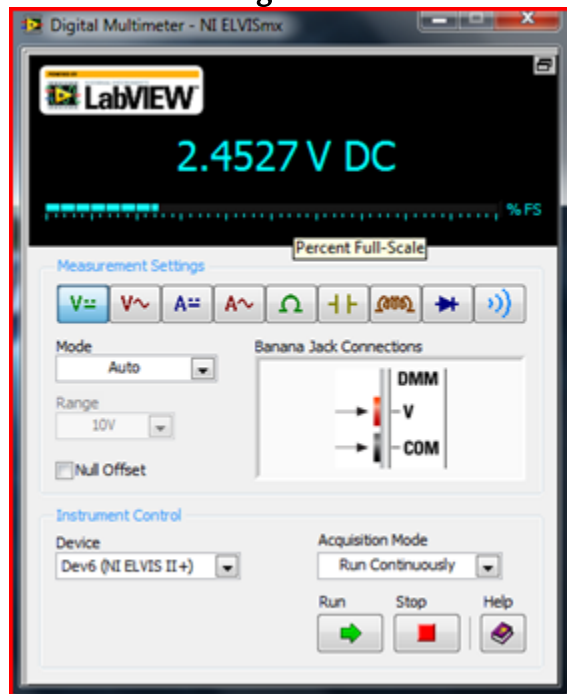 Digital Multimeter - NI ELVISmx
LabVIEW
2.4527 V DC
% FS
Percent Full-Scale
Measurement Settings
V
V
A
A
Ω
Mode
Banana Jack Connections
Auto
DMM
V
COM
Range
10V
Null Offset
Instrument Control
Device
Acquisition Mode
Dev6 (NI ELVIS II+)
Run Continuously
Run Stop Help